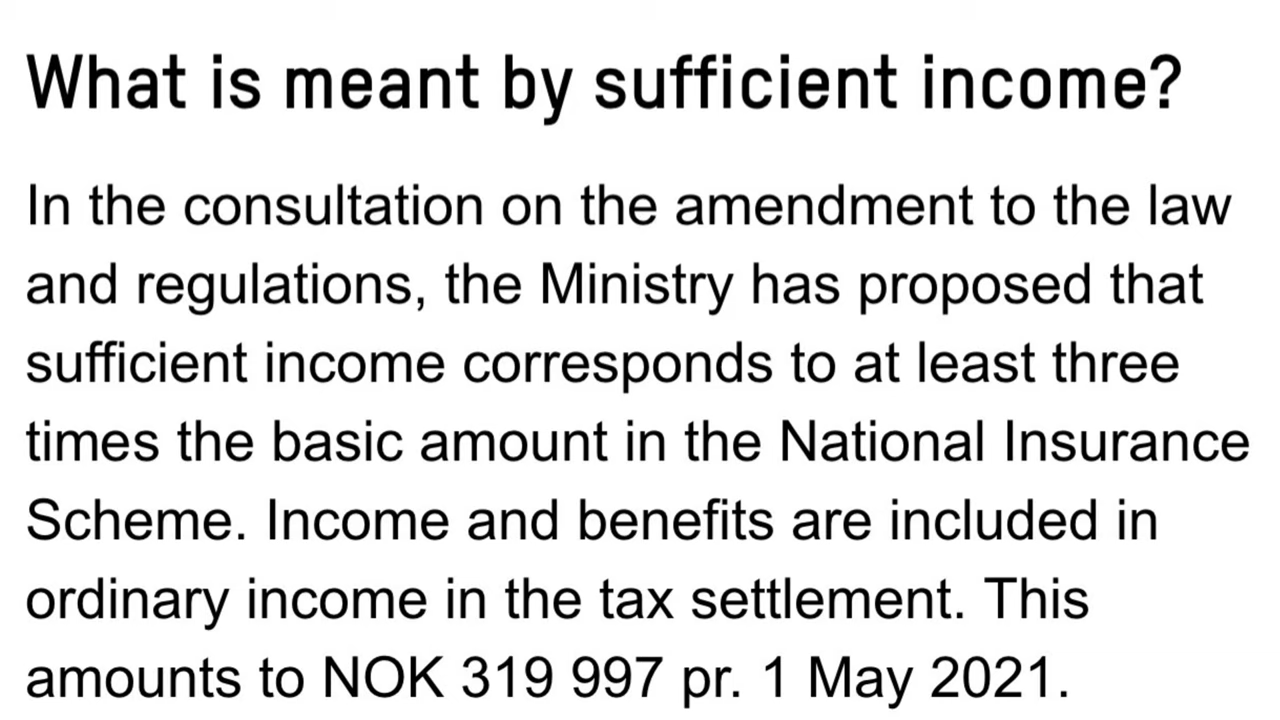 What is meant by sufficient income?
In the consultation on the amendment to the law
and regulations, the Ministry has proposed that
sufficient income corresponds to at least three
times the basic amount in the National Insurance
Scheme. Income and benefits are included in
ordinary income in the tax settlement. This
amounts to NOK 319 997 pr. 1 May 2021.